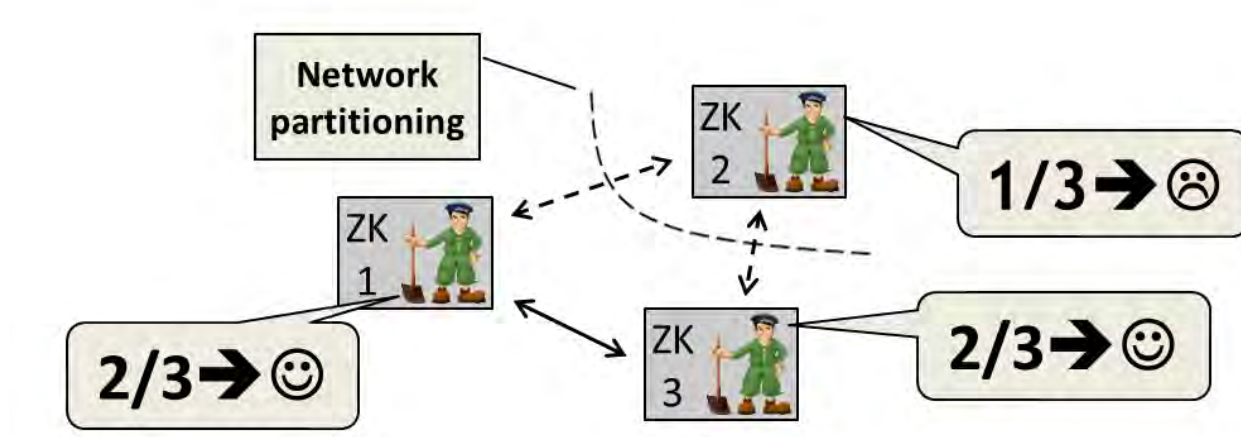 Network
partitioning
ZK
2
1/3➔☹
ZK
1
2/3➔☺
ZK
3
2/3➔☺